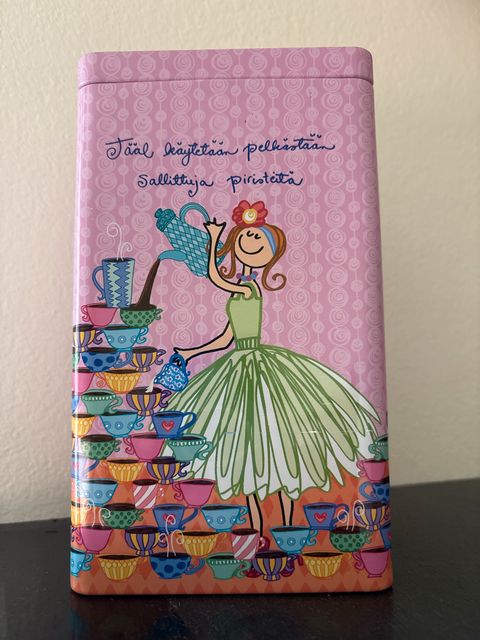 Tääl käytetään pelkästään
sallittuja piristeitä